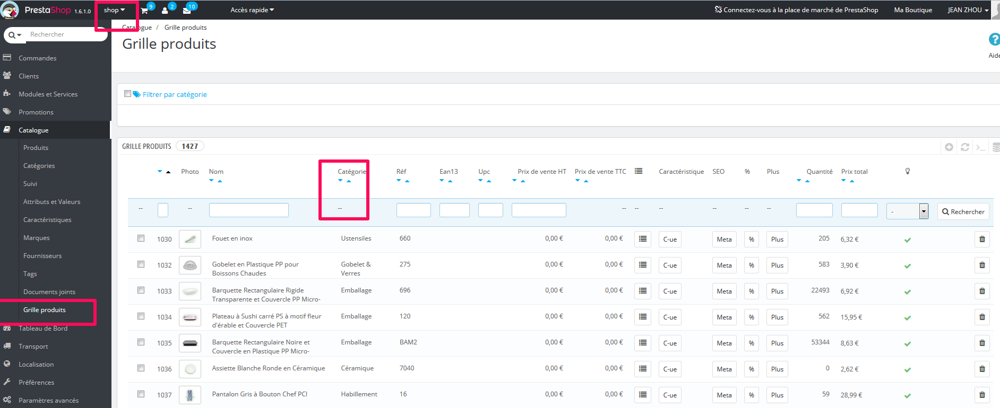 PrestaShop 1.6.1.0 shop 9 2 10 Accès rapide Connectez-vous à la place de marché de PrestaShop Ma Boutique JEAN ZHOU
Rechercher
Commandes
Clients
Modules et Services
Promotions
Catalogue
Produits
Catégories
Suivi
Attributs et Valeurs
Caractéristiques
Marques
Fournisseurs
Tags
Documents joints
Grille produits
Tableau de Bord
Transport
Localisation
Préférences
Paramètres avancés
Catalogue / Grille produits
Grille produits
? Aide
Filtrer par catégorie
GRILLE PRODUITS 1427
Photo Nom Catégorie Réf Ean13 Upc Prix de vente HT Prix de vente TTC Caractéristique SEO % Plus Quantité Prix total
-- -- -- -- -- -- -- -- -- - Rechercher
1030 Fouet en inox Ustensiles 660 0,00 € 0,00 € C-ue Meta % Plus 205 6,32 €
1032 Gobelet en Plastique PP pour Gobelet & 275 0,00 € 0,00 € C-ue Meta % Plus 583 3,90 €
Boissons Chaudes Verres
1033 Barquette Rectangulaire Rigide Emballage 696 0,00 € 0,00 € C-ue Meta % Plus 22493 6,92 €
Transparente et Couvercle PP Micro-
1034 Plateau à Sushi carré PS à motif fleur Emballage 120 0,00 € 0,00 € C-ue Meta % Plus 562 15,95 €
d'érable et Couvercle PET
1035 Barquette Rectangulaire Noire et Emballage BAM2 0,00 € 0,00 € C-ue Meta % Plus 53344 8,63 €
Couvercle en Plastique PP Micro-
1036 Assiette Blanche Ronde en Céramique Céramique 7040 0,00 € 0,00 € C-ue Meta % Plus 0 2,62 €
1037 Pantalon Gris à Bouton Chef PCI Habillement 16 0,00 € 0,00 € C-ue Meta % Plus 59 28,99 €